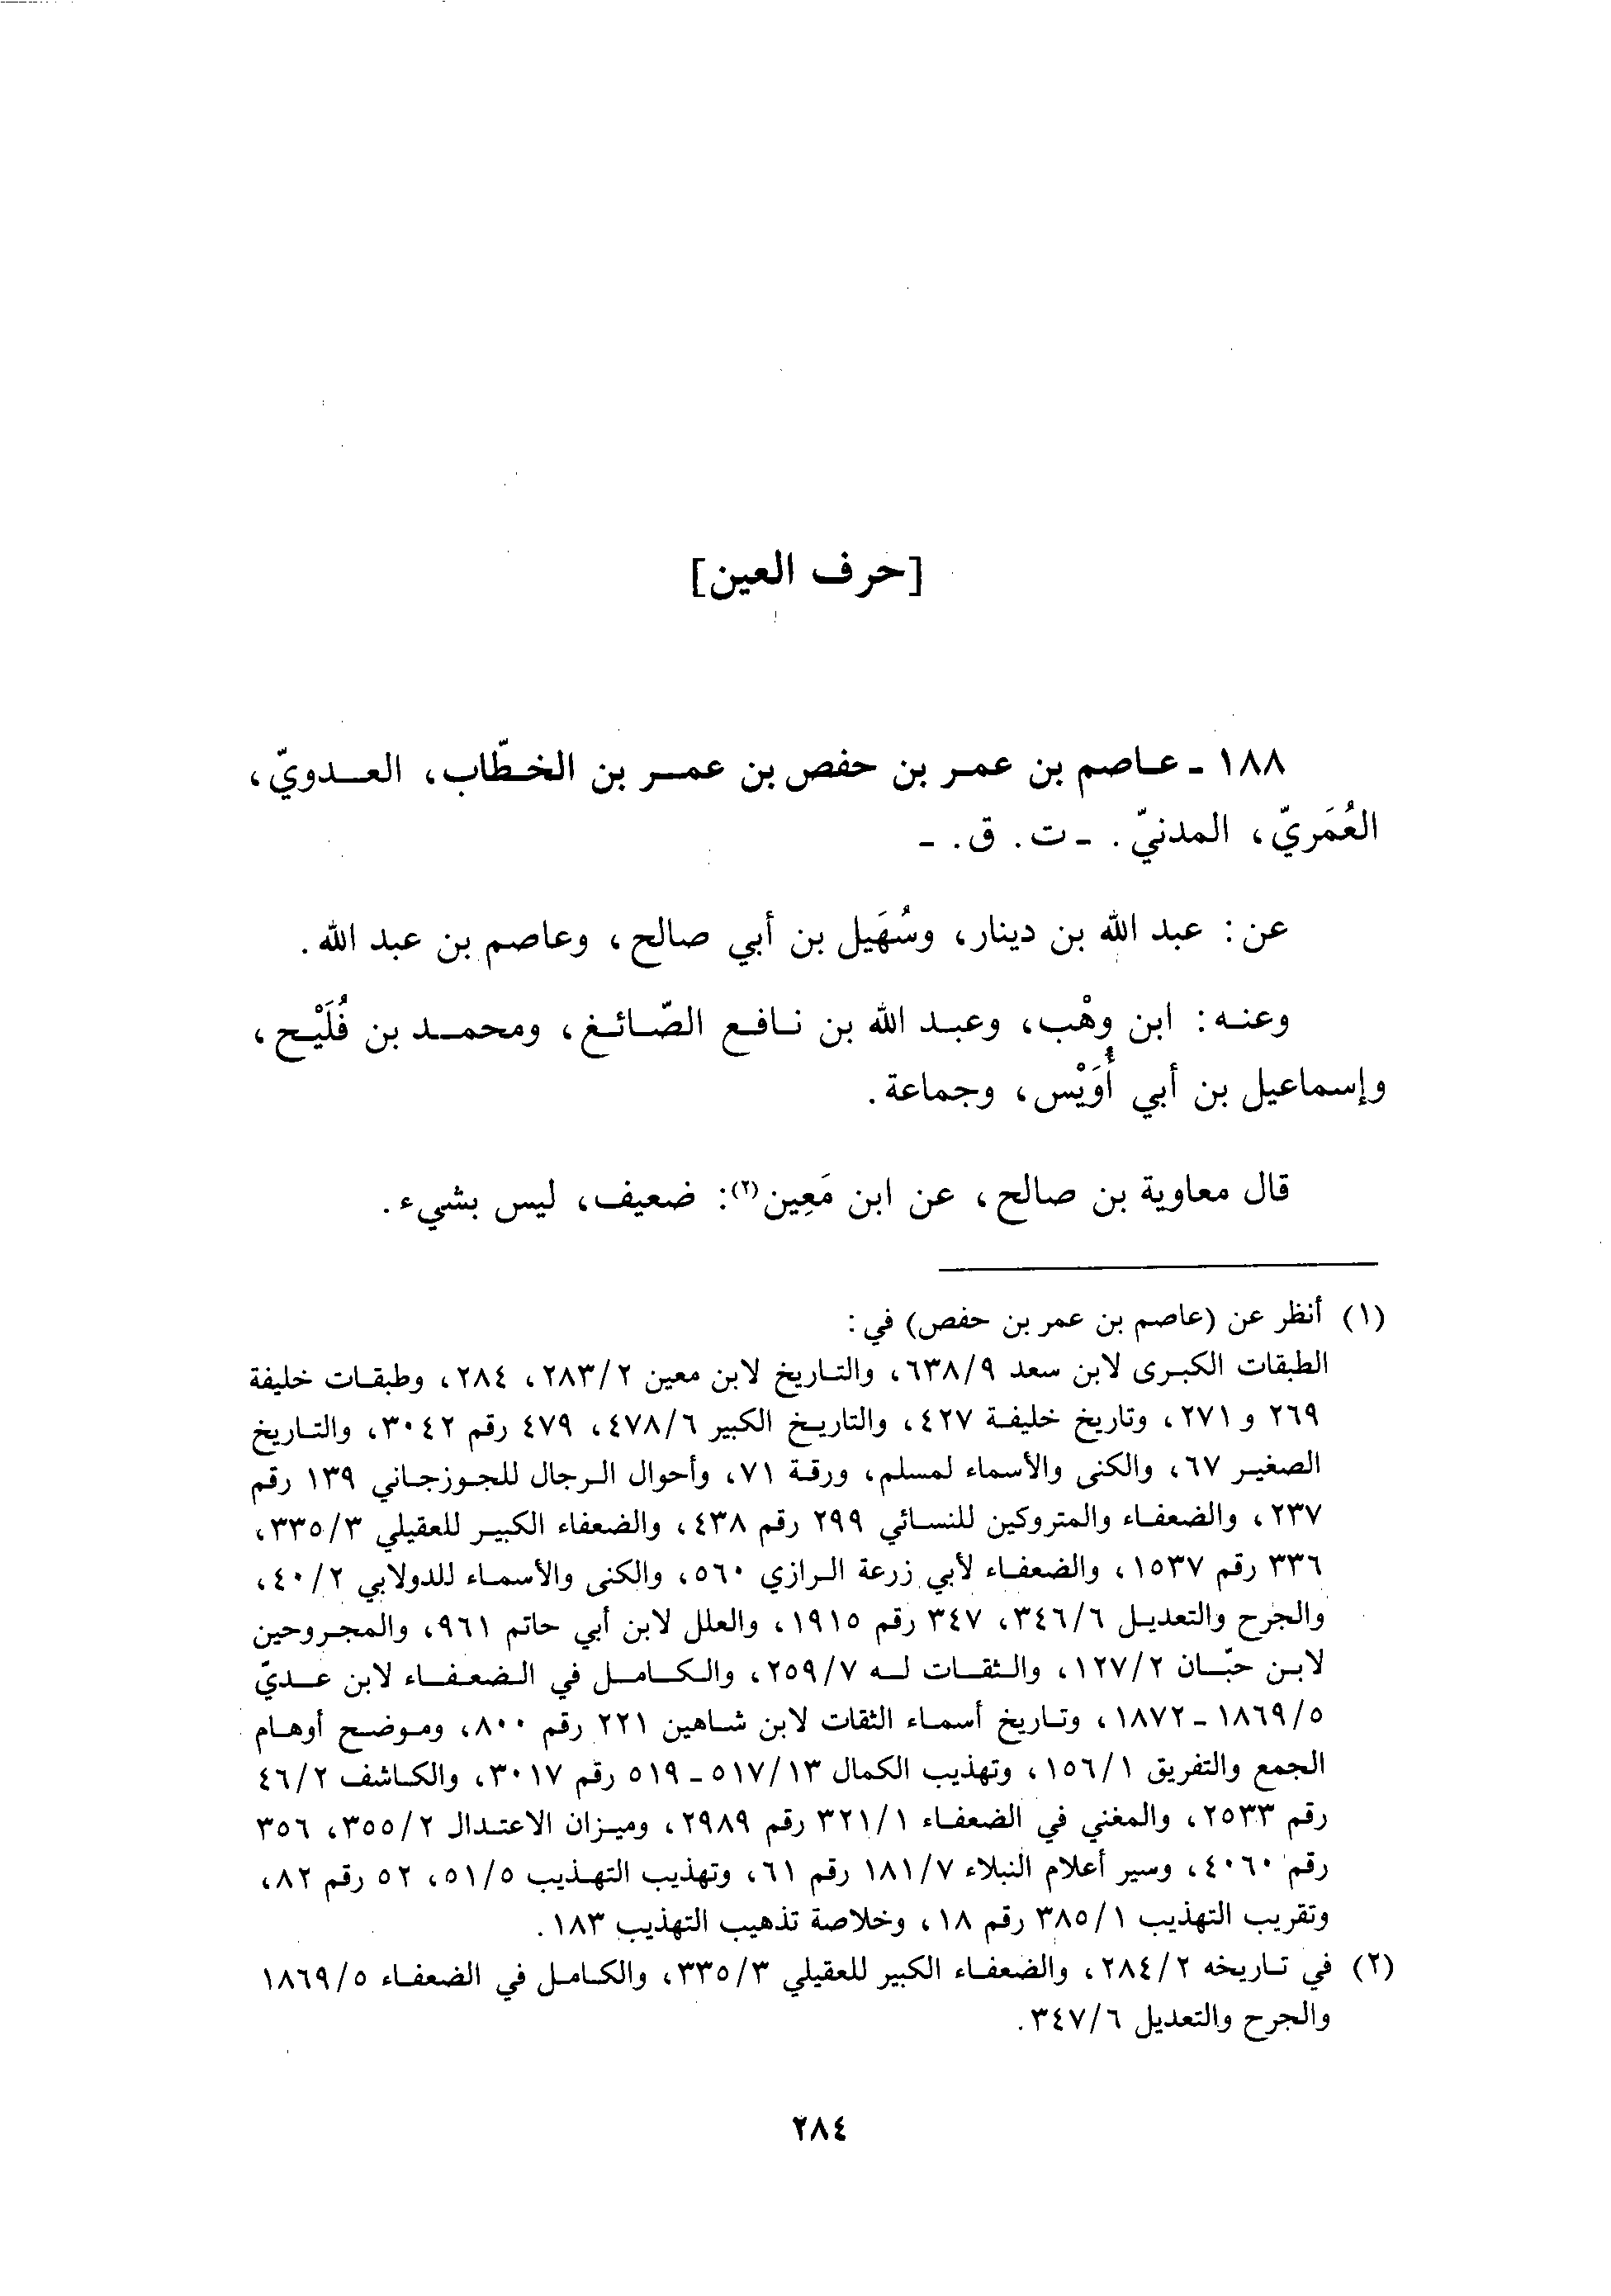 [حرف العين]
١٨٨ - عاصم بن عمر بن حفص بن عمر بن الخطّاب، العدويّ،
العُمَريّ، المدنيّ. - ت. ق. -
عن: عبد الله بن دينار، وسُهَيل بن أبي صالح، وعاصم بن عبد الله.
وعنه: ابن وهْب، وعبد الله بن نافع الصّائغ، ومحمد بن فُلَيْح،
وإسماعيل بن أبي أُوَيْس، وجماعة.
قال معاوية بن صالح، عن ابن مَعِين(٢): ضعيف، ليس بشيء.
(١) أنظر عن (عاصم بن عمر بن حفص) في:
الطبقات الكبرى لابن سعد ٦٣٨/٩، والتاريخ لابن معين ٢٨٣/٢، ٢٨٤، وطبقات خليفة
٢٦٩ و ٢٧١، وتاريخ خليفة ٤٢٧، والتاريخ الكبير ٤٧٨/٦، ٤٧٩ رقم ٣٠٤٢، والتاريخ
الصغير ٦٧، والكنى والأسماء لمسلم، ورقة ٧١، وأحوال الرجال للجوزجاني ١٣٩ رقم
٢٣٧، والضعفاء والمتروكين للنسائي ٢٩٩ رقم ٤٣٨، والضعفاء الكبير للعقيلي ٣٣٥/٣،
٣٣٦ رقم ١٥٣٧، والضعفاء لأبي زرعة الرازي ٥٦٠، والكنى والأسماء للدولابي ٤٠/٢،
والجرح والتعديل ٣٤٦/٦، ٣٤٧ رقم ١٩١٥، والعلل لابن أبي حاتم ٩٦١، والمجروحين
لابن حبّان ١٢٧/٢، والثقات له ٢٥٩/٧، والكامل في الضعفاء لابن عديّ
١٨٦٩/٥ - ١٨٧٢، وتاريخ أسماء الثقات لابن شاهين ٢٢١ رقم ٨٠٠، وموضح أوهام
الجمع والتفريق ١٥٦/١، وتهذيب الكمال ٥١٧/١٣ - ٥١٩ رقم ٣٠١٧، والكاشف ٤٦/٢
رقم ٢٥٣٣، والمغني في الضعفاء ٣٢١/١ رقم ٢٩٨٩، وميزان الاعتدال ٣٥٥/٢، ٣٥٦
رقم ٤٠٦٠، وسير أعلام النبلاء ١٨١/٧ رقم ٦١، وتهذيب التهذيب ٥١/٥، ٥٢ رقم ٨٢،
وتقريب التهذيب ٣٨٥/١ رقم ١٨، وخلاصة تذهيب التهذيب ١٨٣.
(٢) في تاريخه ٢٨٤/٢، والضعفاء الكبير للعقيلي ٣٣٥/٣، والكامل في الضعفاء ١٨٦٩/٥
والجرح والتعديل ٣٤٧/٦.
٢٨٤